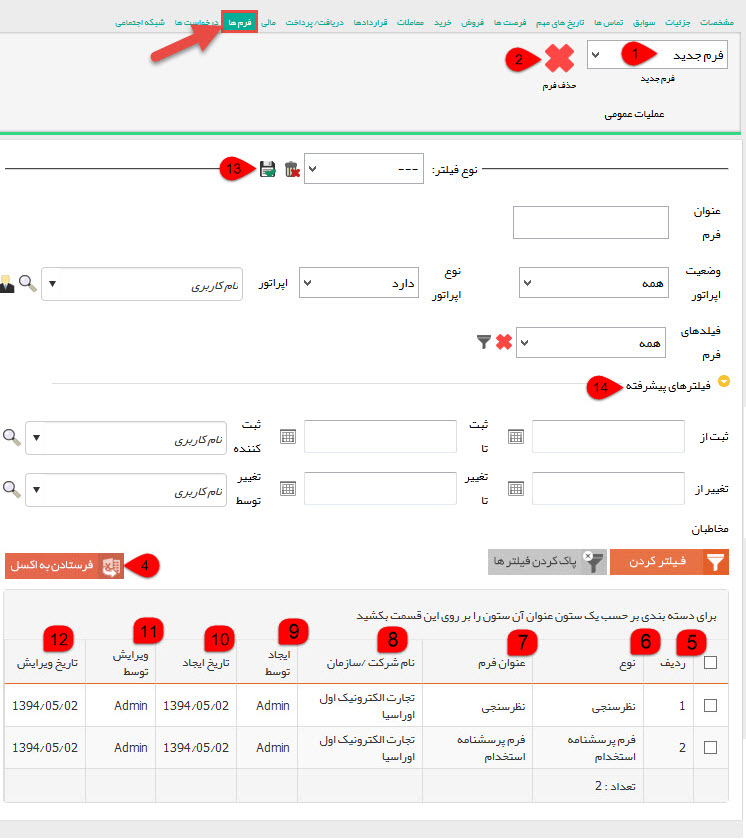 مشخصات جزئیات سوابق تماس ها تاریخ های مهم فرصت ها فروش خرید معاملات قراردادها دریافت/ پرداخت مالی فرم ها درخواست ها شبکه اجتماعی
فرم جدید 1 2
فرم جدید حذف فرم
عملیات عمومی
نوع فیلتر: --- 13
عنوان فرم
وضعیت اپراتور همه نوع اپراتور دارد اپراتور نام کاربری
فیلدهای فرم همه
فیلترهای پیشرفته 14
ثبت از ثبت تا ثبت کننده نام کاربری
تغییر از تغییر تا تغییر توسط نام کاربری
مخاطبان
فیلتر کردن پاک کردن فیلتر ها 4 فرستادن به اکسل
برای دسته بندی بر حسب یک ستون عنوان آن ستون را بر روی این قسمت بکشید
5 6 7 8 9 10 11 12
ردیف نوع عنوان فرم نام شرکت /سازمان ایجاد توسط تاریخ ایجاد ویرایش توسط تاریخ ویرایش
1 نظرسنجی نظرسنجی تجارت الکترونیک اول اوراسیا Admin 1394/05/02 Admin 1394/05/02
2 فرم پرسشنامه استخدام فرم پرسشنامه استخدام تجارت الکترونیک اول اوراسیا Admin 1394/05/02 Admin 1394/05/02
تعداد : 2